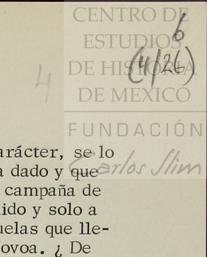 CENTRO DE
ESTUDIOS
DE HISTORIA
DE MÉXICO
FUNDACIÓN
Carlos Slim
6
(4/26)
4
arácter, se lo
a dado y que
campaña de
ido y solo a
uelas que lle-
ovoa. ¿ De